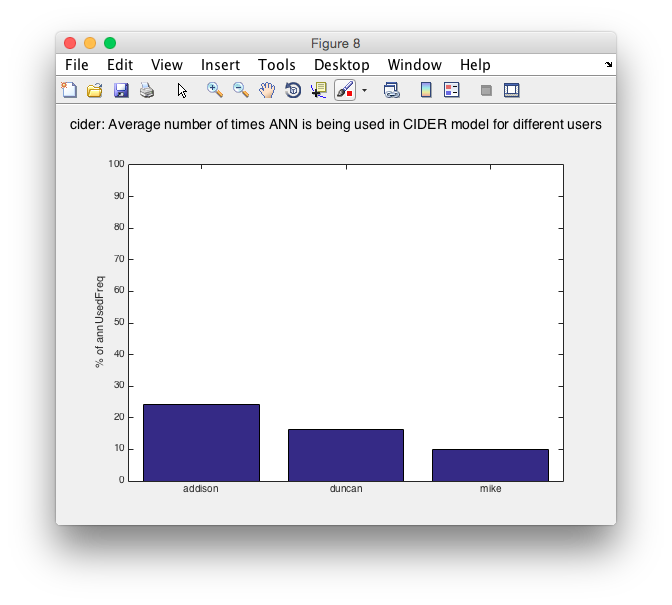 Figure 8
File Edit View Insert Tools Desktop Window Help
cider: Average number of times ANN is being used in CIDER model for different users
100
90
80
70
60
50
40
30
20
10
0
% of annUsedFreq
addison duncan mike